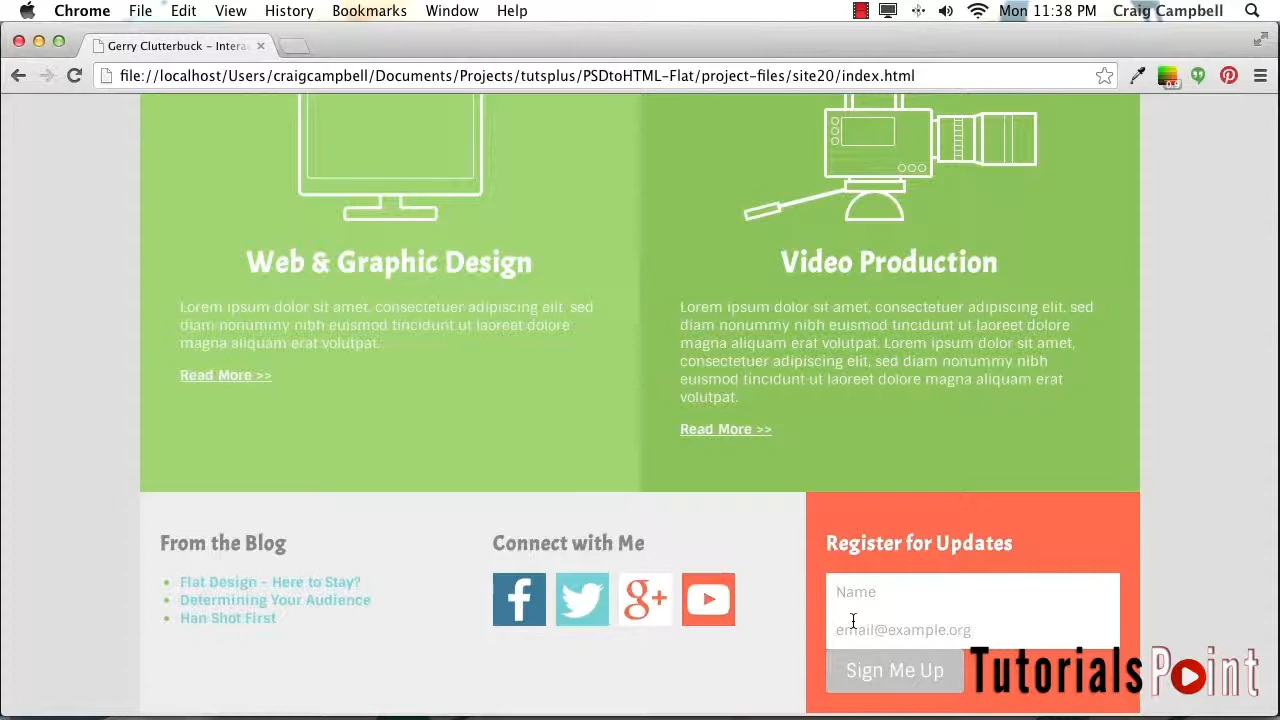 Chrome File Edit View History Bookmarks Window Help Mon 11:38 PM Craig Campbell
Gerry Clutterbuck – Intera
file://localhost/Users/craigcampbell/Documents/Projects/tutsplus/PSDtoHTML-Flat/project-files/site20/index.html
Web & Graphic Design
Lorem ipsum dolor sit amet, consectetuer adipiscing elit, sed
diam nonummy nibh euismod tincidunt ut laoreet dolore
magna aliquam erat volutpat.
Read More >>
Video Production
Lorem ipsum dolor sit amet, consectetuer adipiscing elit, sed
diam nonummy nibh euismod tincidunt ut laoreet dolore
magna aliquam erat volutpat. Lorem ipsum dolor sit amet,
consectetuer adipiscing elit, sed diam nonummy nibh
euismod tincidunt ut laoreet dolore magna aliquam erat
volutpat.
Read More >>
From the Blog
Flat Design – Here to Stay?
Determining Your Audience
Han Shot First
Connect with Me
Register for Updates
Name
email@example.org
Sign Me Up
TutorialsPoint